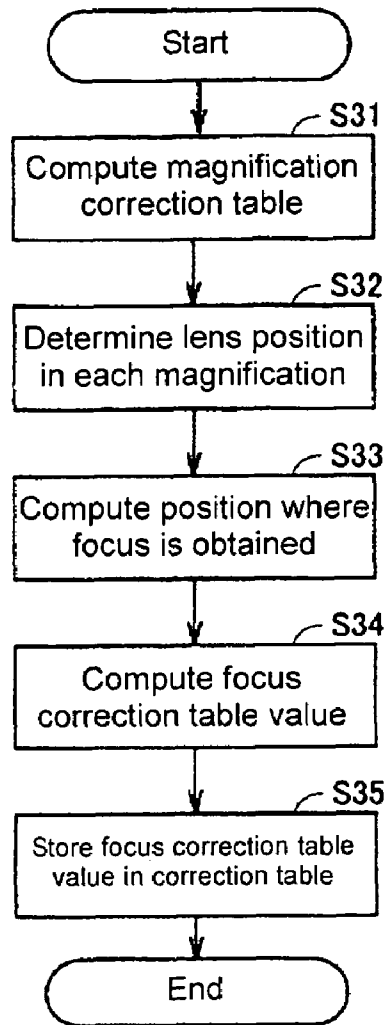 Start
S31
Compute magnification
correction table
S32
Determine lens position
in each magnification
S33
Compute position where
focus is obtained
S34
Compute focus
correction table value
S35
Store focus correction table
value in correction table
End